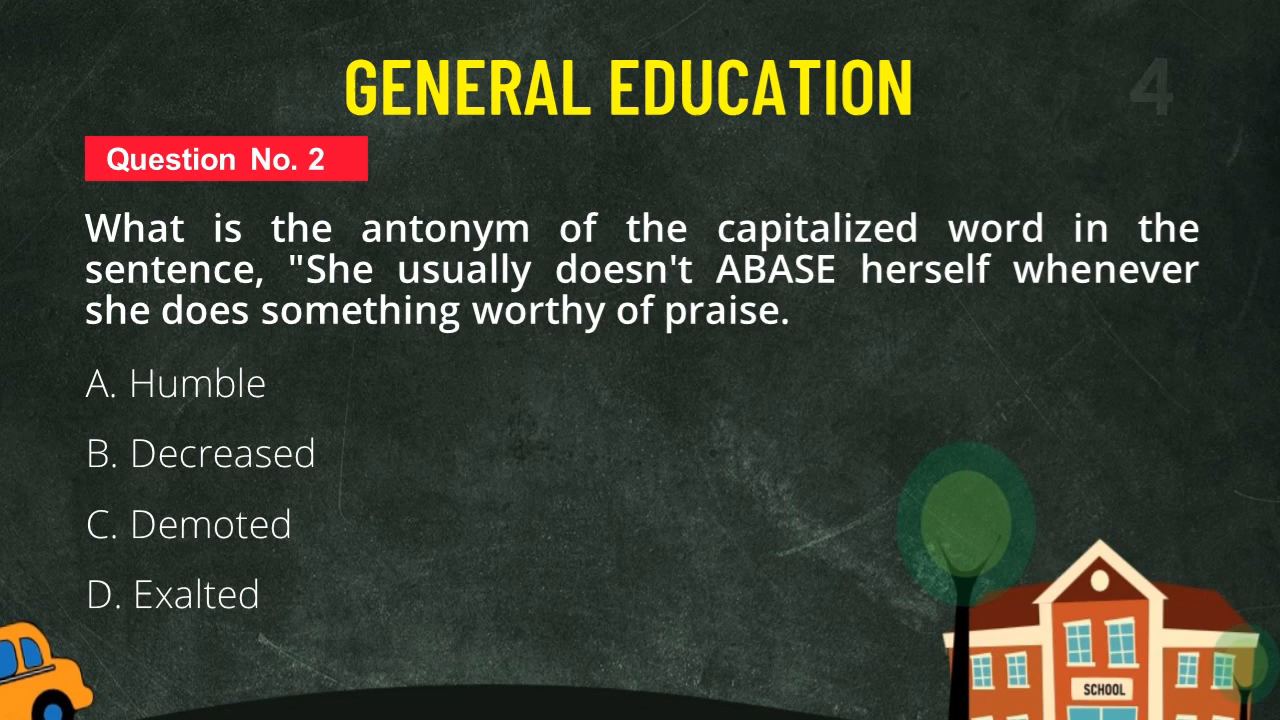 GENERAL EDUCATION
4
Question No. 2
What is the antonym of the capitalized word in the
sentence, "She usually doesn't ABASE herself whenever
she does something worthy of praise.
A. Humble
B. Decreased
C. Demoted
D. Exalted
SCHOOL